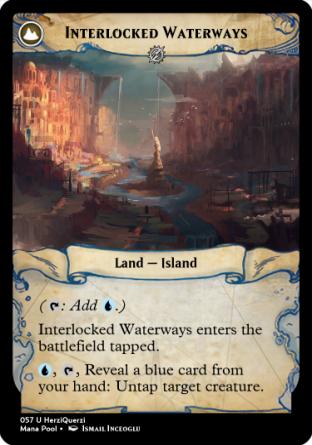 Interlocked Waterways
Land — Island
( : Add .)
Interlocked Waterways enters the
battlefield tapped.
, , Reveal a blue card from
your hand: Untap target creature.
057 U HerziQuerzi
Mana Pool • Ismail Inceoglu